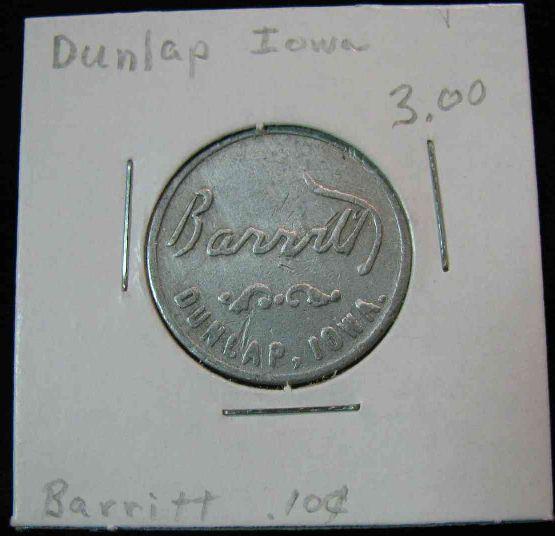 Dunlap Iowa
3.00
Barritt
DUNLAP, IOWA.
Barritt .10¢